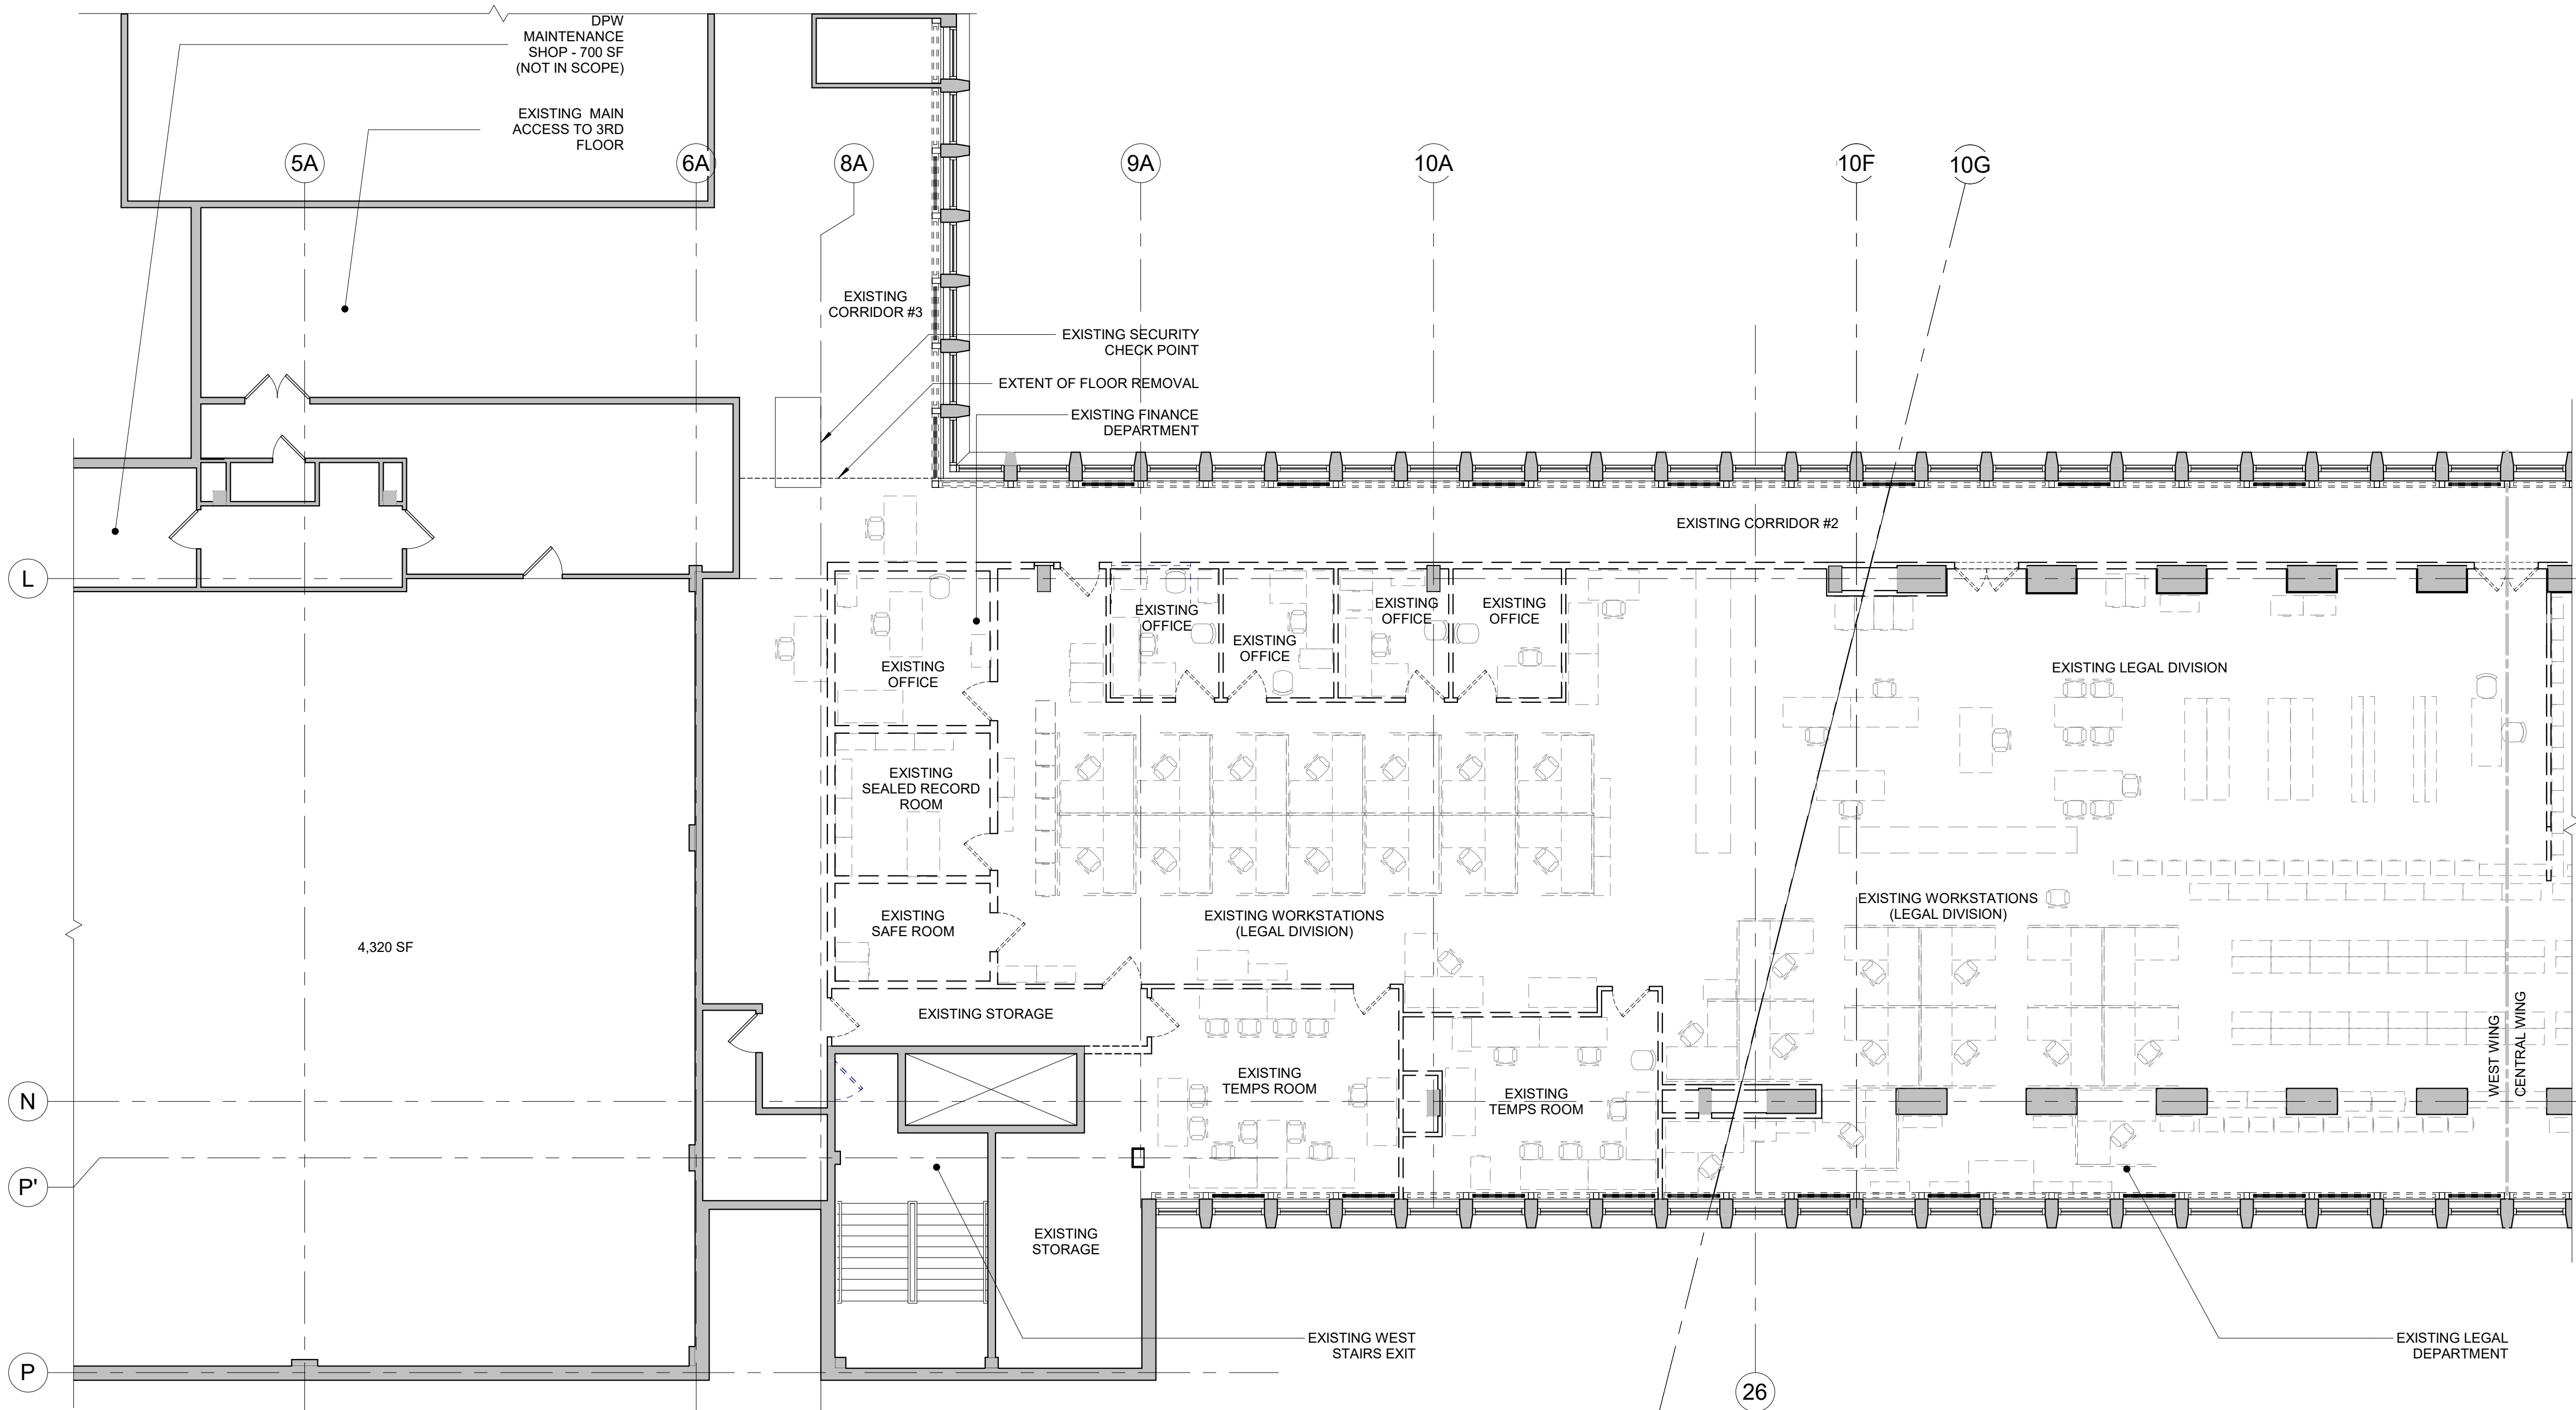 DPW
MAINTENANCE
SHOP - 700 SF
(NOT IN SCOPE)
EXISTING MAIN
ACCESS TO 3RD
FLOOR
5A
6A
8A
9A
10A
10F
10G
EXISTING
CORRIDOR #3
EXISTING SECURITY
CHECK POINT
EXTENT OF FLOOR REMOVAL
EXISTING FINANCE
DEPARTMENT
EXISTING CORRIDOR #2
L
EXISTING
OFFICE
EXISTING
OFFICE
EXISTING
OFFICE
EXISTING
OFFICE
EXISTING
OFFICE
EXISTING LEGAL DIVISION
EXISTING
SEALED RECORD
ROOM
EXISTING
SAFE ROOM
EXISTING WORKSTATIONS
(LEGAL DIVISION)
EXISTING WORKSTATIONS
(LEGAL DIVISION)
4,320 SF
EXISTING STORAGE
WEST WING
CENTRAL WING
N
EXISTING
TEMPS ROOM
EXISTING
TEMPS ROOM
P'
EXISTING
STORAGE
EXISTING WEST
STAIRS EXIT
EXISTING LEGAL
DEPARTMENT
P
26